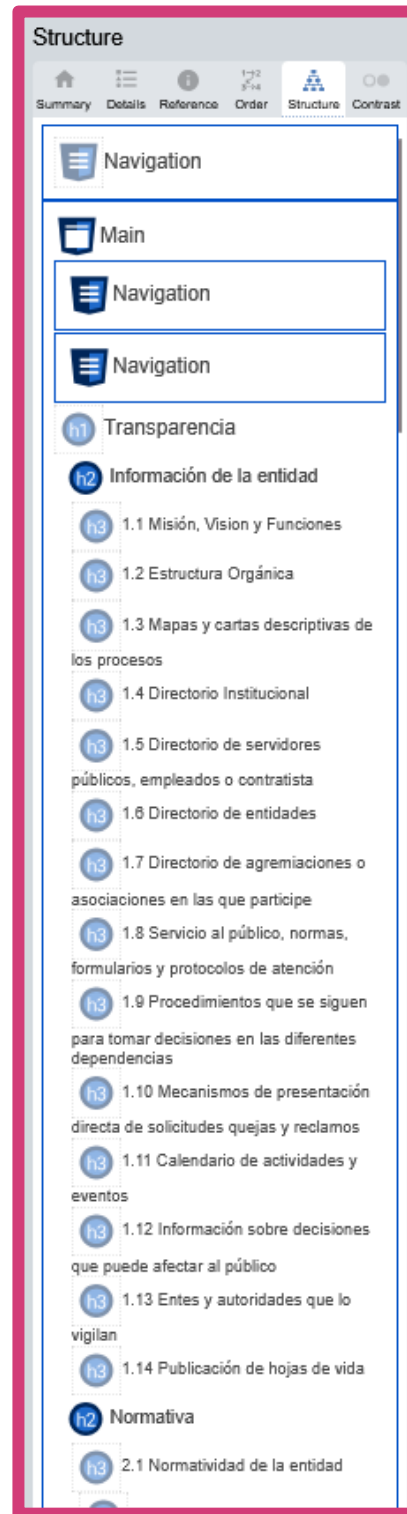 Structure
Summary Details Reference Order Structure Contrast
Navigation
Main
Navigation
Navigation
h1 Transparencia
h2 Información de la entidad
h3 1.1 Misión, Vision y Funciones
h3 1.2 Estructura Orgánica
h3 1.3 Mapas y cartas descriptivas de
los procesos
h3 1.4 Directorio Institucional
h3 1.5 Directorio de servidores
públicos, empleados o contratista
h3 1.6 Directorio de entidades
h3 1.7 Directorio de agremiaciones o
asociaciones en las que participe
h3 1.8 Servicio al público, normas,
formularios y protocolos de atención
h3 1.9 Procedimientos que se siguen
para tomar decisiones en las diferentes
dependencias
h3 1.10 Mecanismos de presentación
directa de solicitudes quejas y reclamos
h3 1.11 Calendario de actividades y
eventos
h3 1.12 Información sobre decisiones
que puede afectar al público
h3 1.13 Entes y autoridades que lo
vigilan
h3 1.14 Publicación de hojas de vida
h2 Normativa
h3 2.1 Normatividad de la entidad